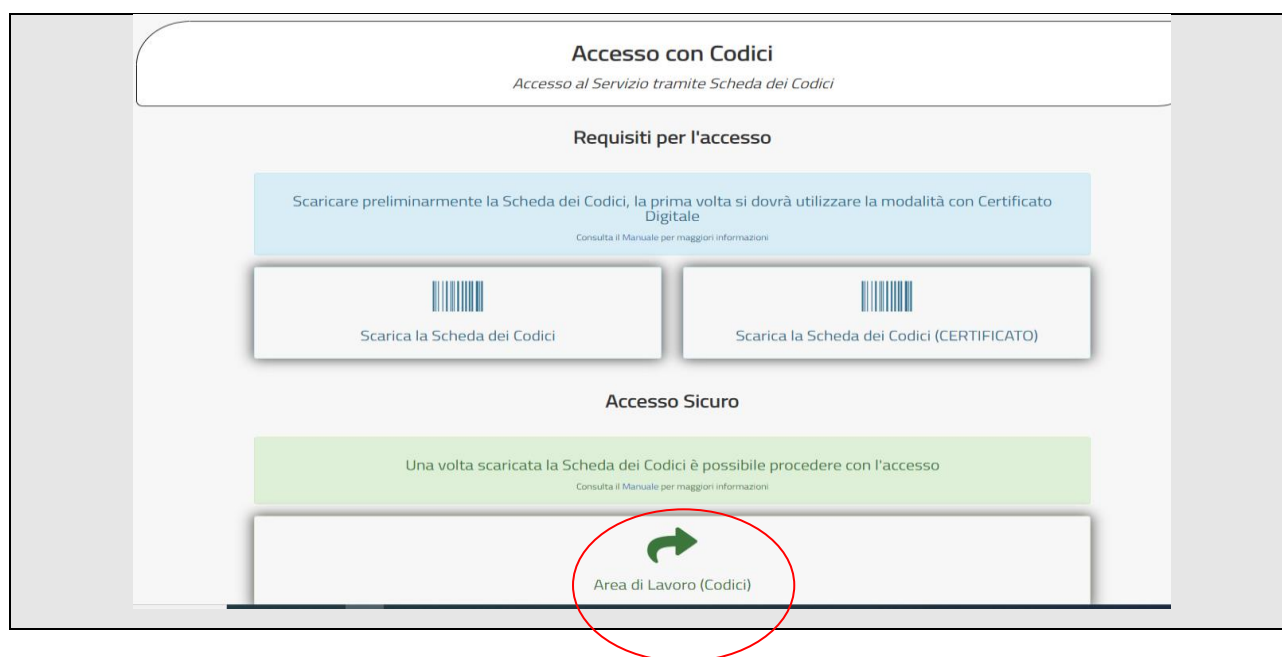 Accesso con Codici
Accesso al Servizio tramite Scheda dei Codici
Requisiti per l'accesso
Scaricare preliminarmente la Scheda dei Codici, la prima volta si dovrà utilizzare la modalità con Certificato
Digitale
Consulta il Manuale per maggiori informazioni
Scarica la Scheda dei Codici
Scarica la Scheda dei Codici (CERTIFICATO)
Accesso Sicuro
Una volta scaricata la Scheda dei Codici è possibile procedere con l'accesso
Consulta il Manuale per maggiori informazioni
Area di Lavoro (Codici)